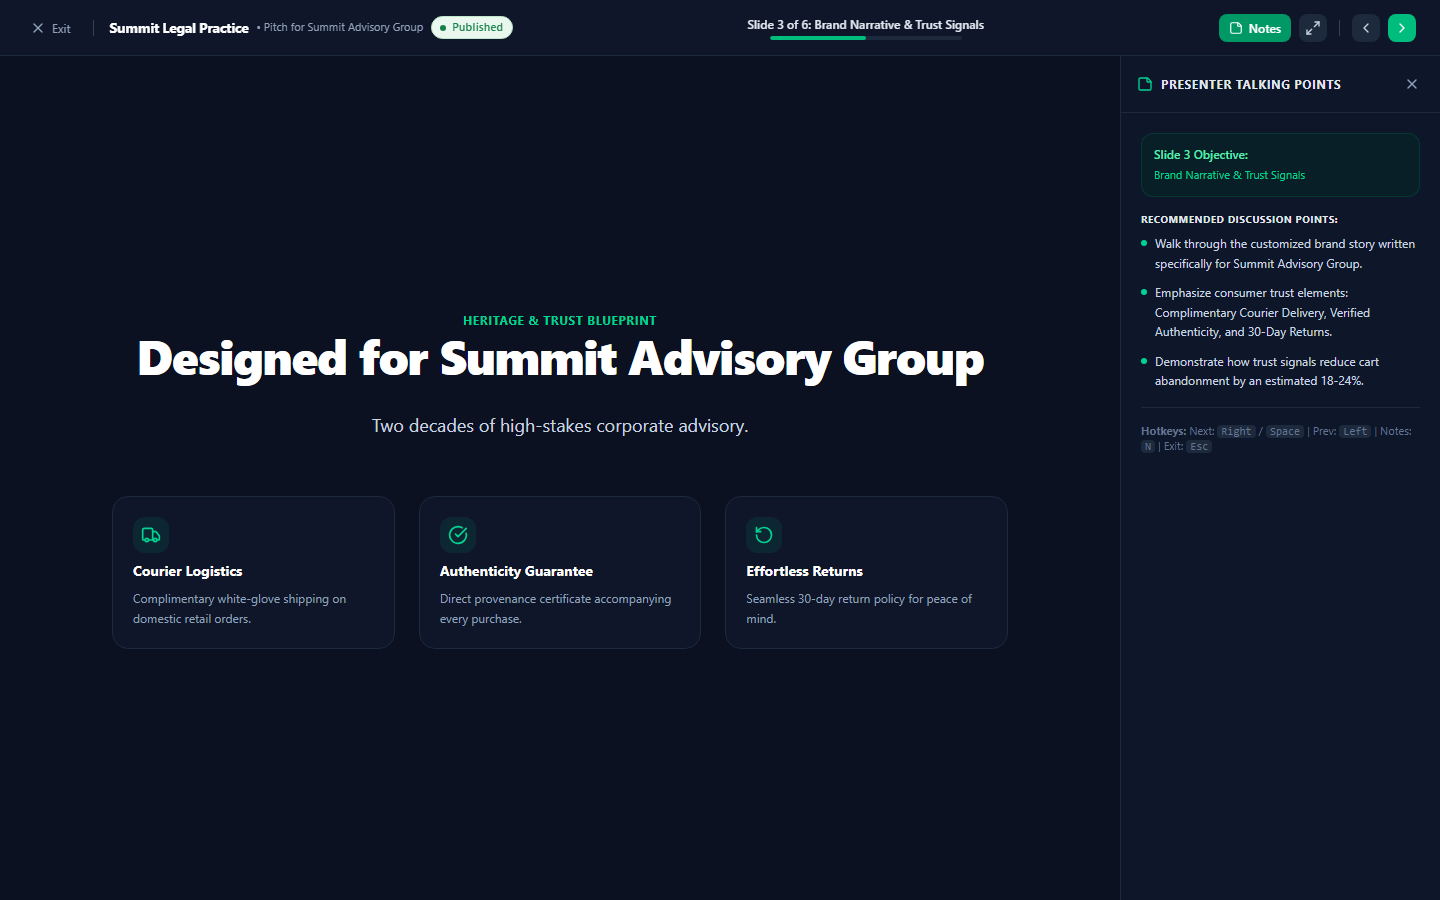 Exit
Summit Legal Practice • Pitch for Summit Advisory Group
Published
Slide 3 of 6: Brand Narrative & Trust Signals
Notes
HERITAGE & TRUST BLUEPRINT
Designed for Summit Advisory Group
Two decades of high-stakes corporate advisory.
Courier Logistics
Complimentary white-glove shipping on
domestic retail orders.
Authenticity Guarantee
Direct provenance certificate accompanying
every purchase.
Effortless Returns
Seamless 30-day return policy for peace of
mind.
PRESENTER TALKING POINTS
Slide 3 Objective:
Brand Narrative & Trust Signals
RECOMMENDED DISCUSSION POINTS:
Walk through the customized brand story written
specifically for Summit Advisory Group.
Emphasize consumer trust elements:
Complimentary Courier Delivery, Verified
Authenticity, and 30-Day Returns.
Demonstrate how trust signals reduce cart
abandonment by an estimated 18-24%.
Hotkeys: Next: Right / Space | Prev: Left | Notes:
N | Exit: Esc